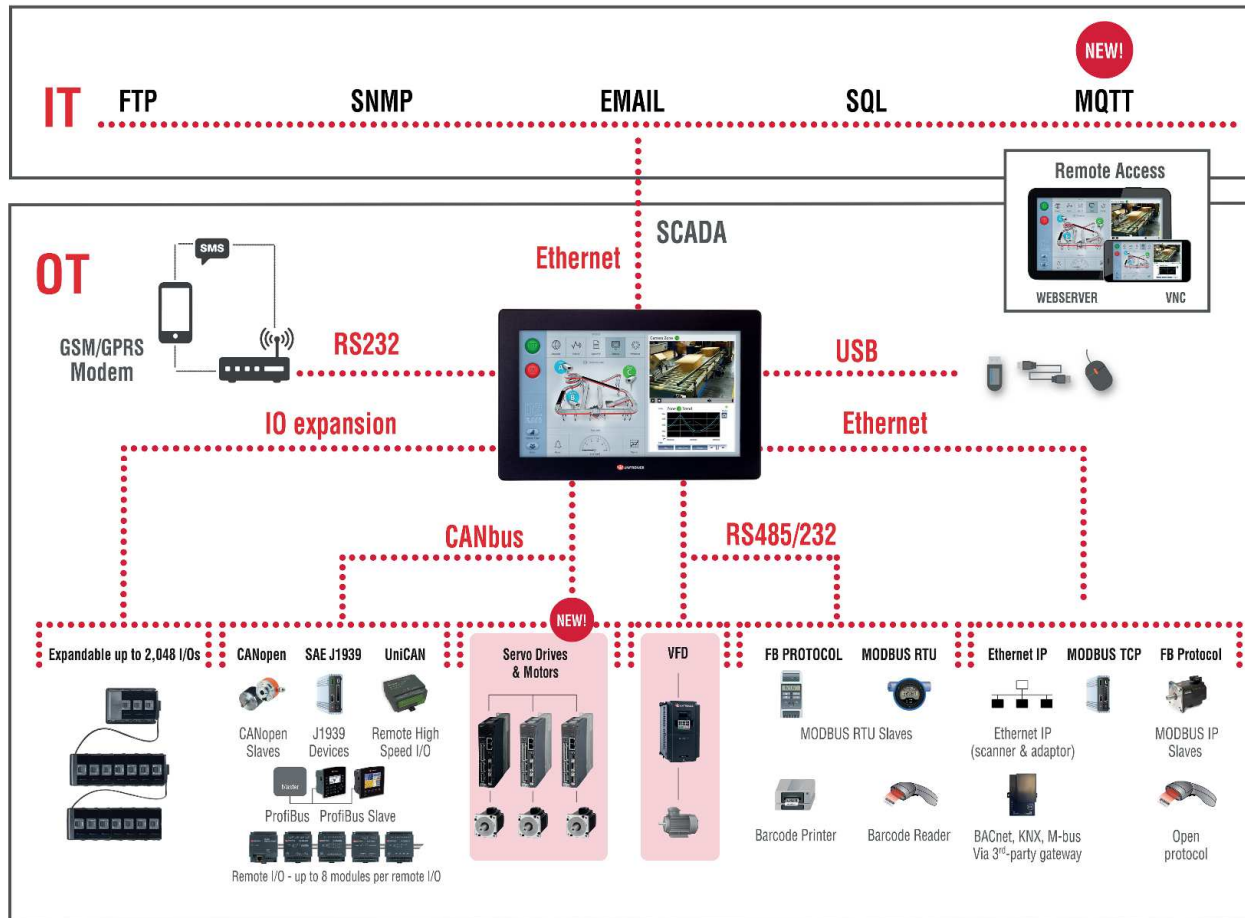 NEW!
IT
FTP
SNMP
EMAIL
SQL
MQTT
Remote Access
WEBSERVER
VNC
OT
SMS
GSM/GPRS
Modem
Ethernet
SCADA
RS232
USB
IO expansion
Ethernet
UNITRONICS
CANbus
RS485/232
Expandable up to 2,048 I/Os
CANopen
SAE J1939
UniCAN
CANopen
Slaves
J1939
Devices
Remote High
Speed I/O
Master
ProfiBus
ProfiBus Slave
Remote I/O - up to 8 modules per remote I/O
NEW!
Servo Drives
& Motors
VFD
FB PROTOCOL
MODBUS RTU
MODBUS RTU Slaves
Barcode Printer
Barcode Reader
Ethernet IP
MODBUS TCP
FB Protocol
Ethernet IP
(scanner & adaptor)
MODBUS IP
Slaves
BACnet, KNX, M-bus
Via 3rd-party gateway
Open
protocol